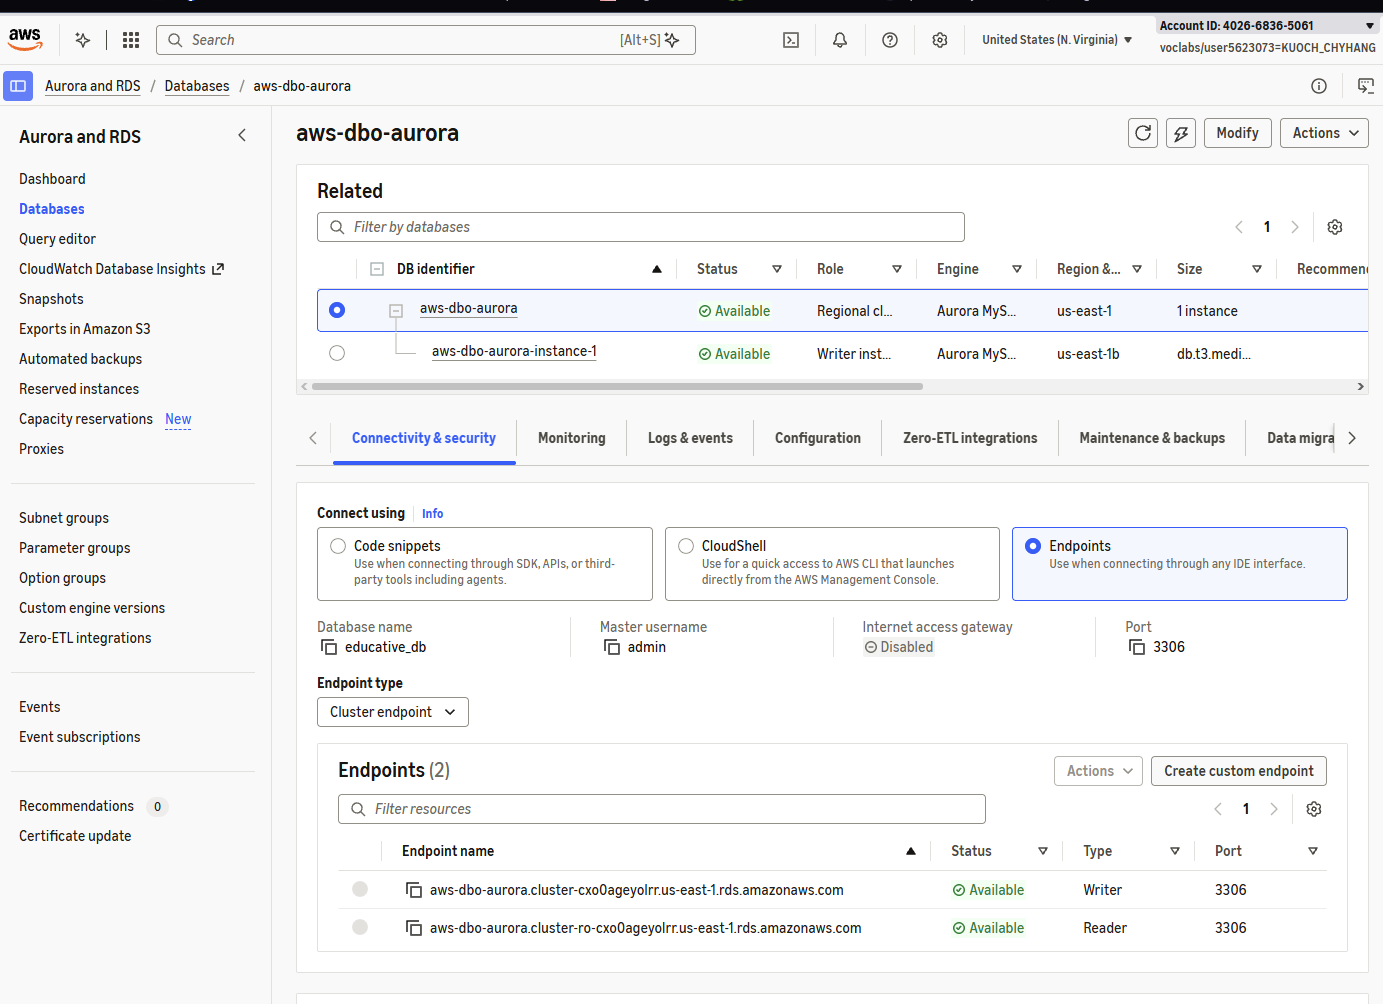 aws
Search
[Alt+S]
United States (N. Virginia)
Account ID: 4026-6836-5061
voclabs/user5623073=KUOCH_CHYHANG
Aurora and RDS / Databases / aws-dbo-aurora
Aurora and RDS
Dashboard
Databases
Query editor
CloudWatch Database Insights
Snapshots
Exports in Amazon S3
Automated backups
Reserved instances
Capacity reservations New
Proxies
Subnet groups
Parameter groups
Option groups
Custom engine versions
Zero-ETL integrations
Events
Event subscriptions
Recommendations 0
Certificate update
aws-dbo-aurora
Modify
Actions
Related
Filter by databases
1
DB identifier Status Role Engine Region &... Size Recommen
aws-dbo-aurora Available Regional cl... Aurora MyS... us-east-1 1 instance
aws-dbo-aurora-instance-1 Available Writer inst... Aurora MyS... us-east-1b db.t3.medi...
Connectivity & security Monitoring Logs & events Configuration Zero-ETL integrations Maintenance & backups Data migra
Connect using Info
Code snippets
Use when connecting through SDK, APIs, or third-
party tools including agents.
CloudShell
Use for a quick access to AWS CLI that launches
directly from the AWS Management Console.
Endpoints
Use when connecting through any IDE interface.
Database name
educative_db
Master username
admin
Internet access gateway
Disabled
Port
3306
Endpoint type
Cluster endpoint
Endpoints (2)
Actions
Create custom endpoint
Filter resources
1
Endpoint name Status Type Port
aws-dbo-aurora.cluster-cxo0ageyolrr.us-east-1.rds.amazonaws.com Available Writer 3306
aws-dbo-aurora.cluster-ro-cxo0ageyolrr.us-east-1.rds.amazonaws.com Available Reader 3306